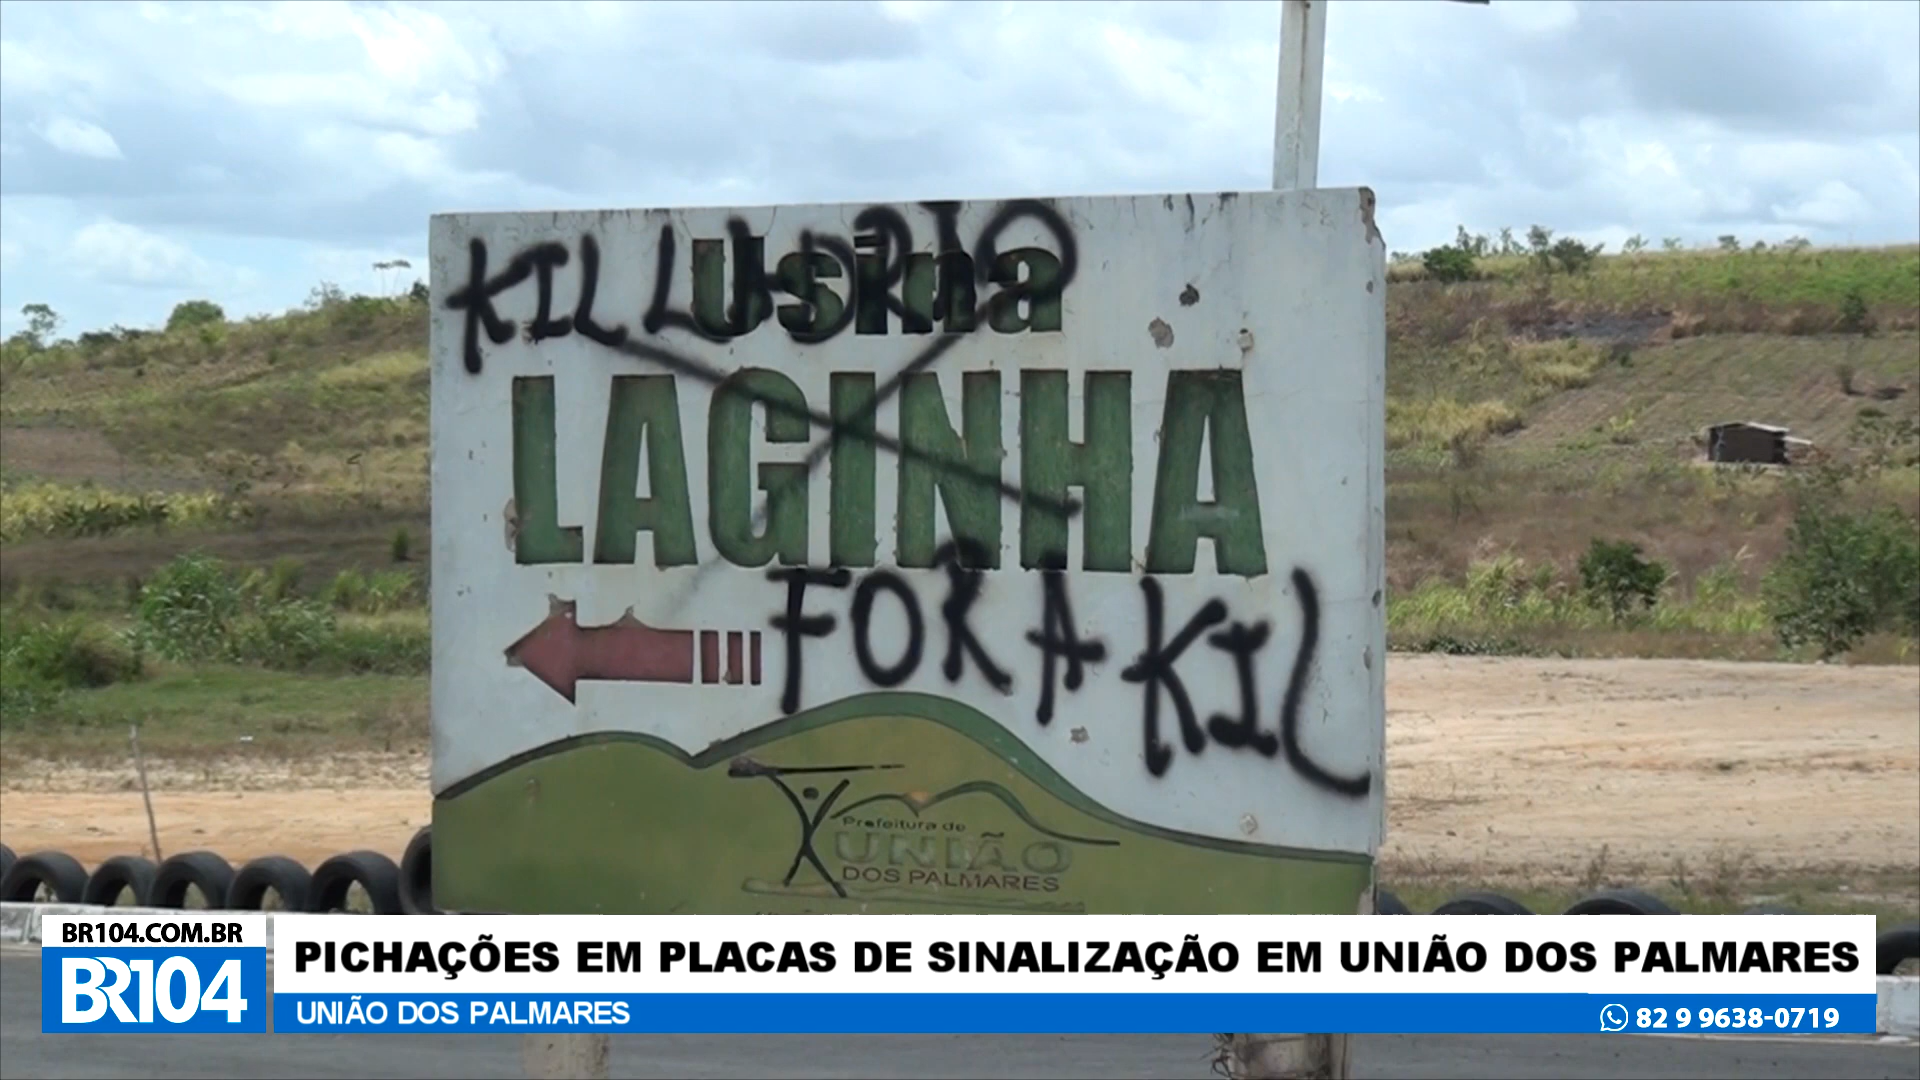 KIL LADRÃO
Usina
LAGINHA
FORA KIL
Prefeitura de
UNIÃO
DOS PALMARES
BR104.COM.BR
BR104
PICHAÇÕES EM PLACAS DE SINALIZAÇÃO EM UNIÃO DOS PALMARES
UNIÃO DOS PALMARES
82 9 9638-0719